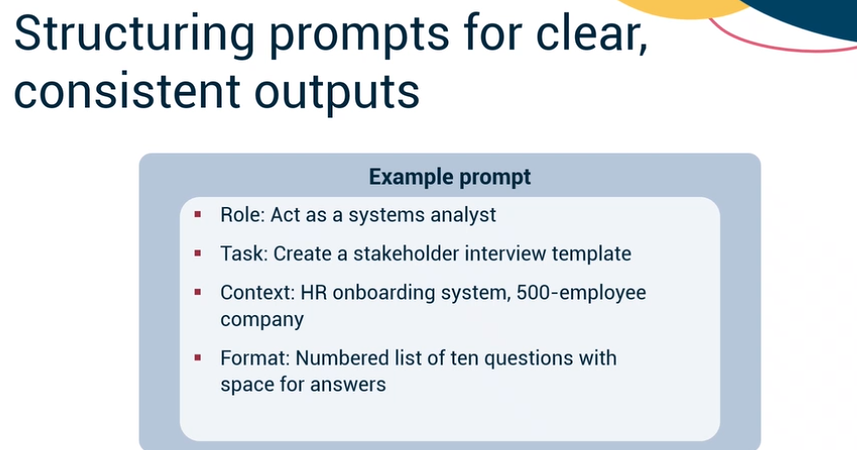 Structuring prompts for clear,
consistent outputs
Example prompt
▪ Role: Act as a systems analyst
▪ Task: Create a stakeholder interview template
▪ Context: HR onboarding system, 500-employee
company
▪ Format: Numbered list of ten questions with
space for answers